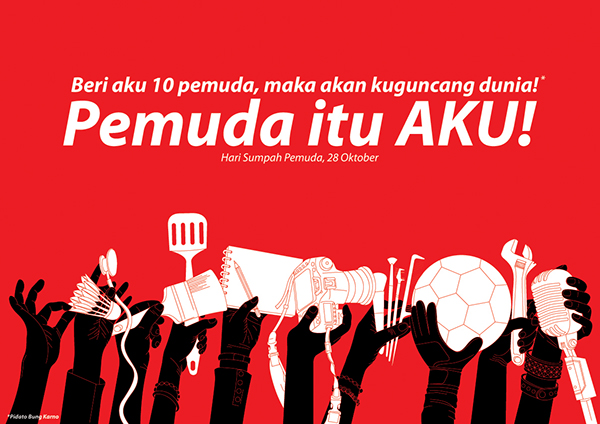 Beri aku 10 pemuda, maka akan kuguncang dunia!*
Pemuda itu AKU!
Hari Sumpah Pemuda, 28 Oktober
*Pidato Bung Karno